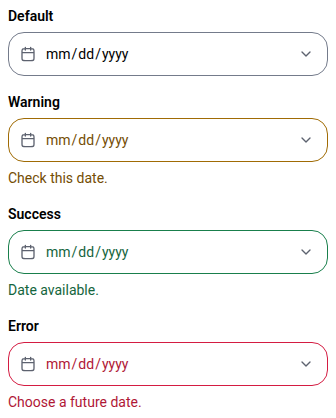 Default
mm/dd/yyyy
Warning
mm/dd/yyyy
Check this date.
Success
mm/dd/yyyy
Date available.
Error
mm/dd/yyyy
Choose a future date.